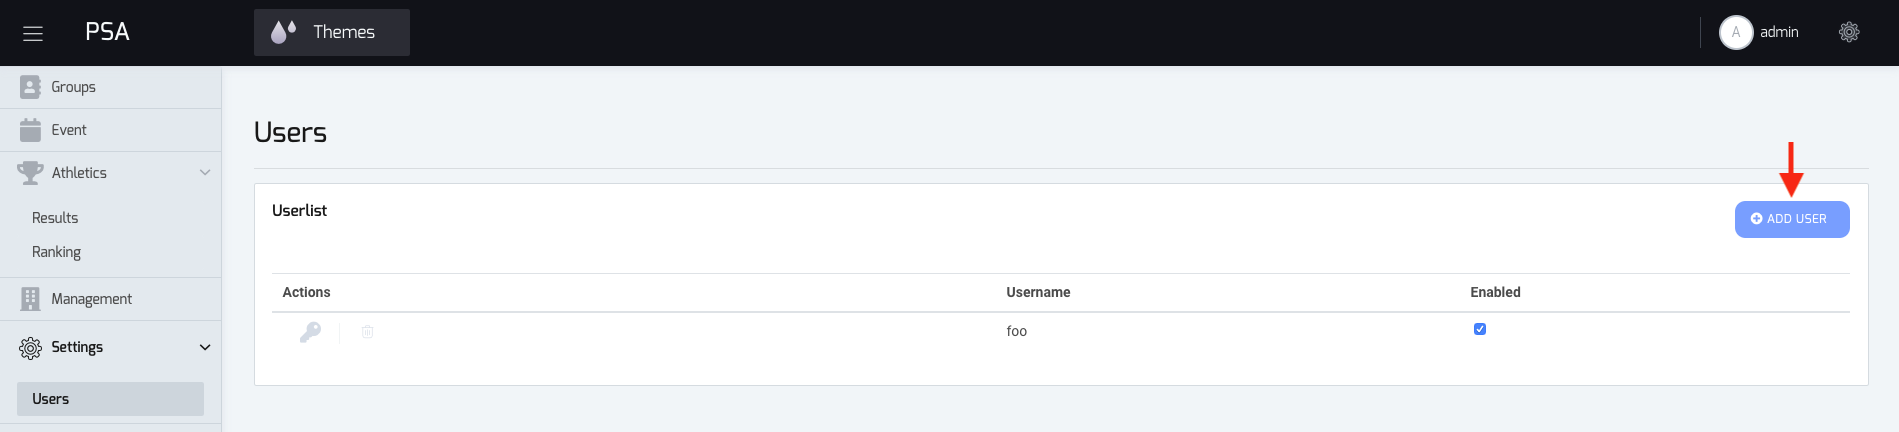 PSA
Themes
A
admin
Groups
Event
Athletics
Results
Ranking
Management
Settings
Users
Users
Userlist
ADD USER
Actions Username Enabled
foo